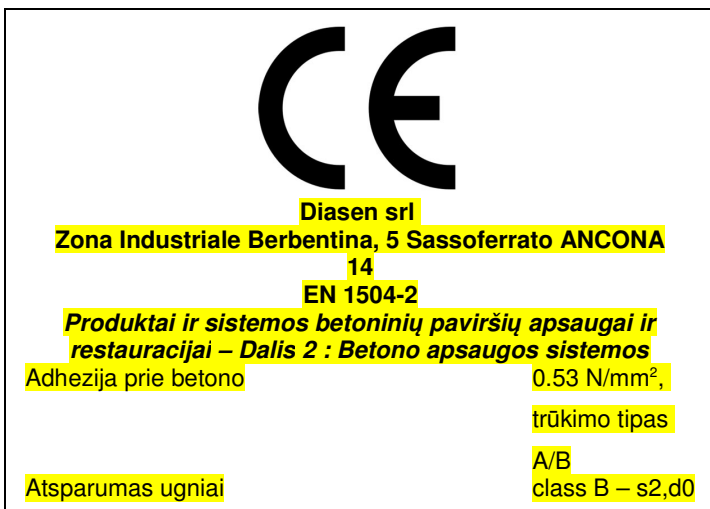 CE
Diasen srl
Zona Industriale Berbentina, 5 Sassoferrato ANCONA
14
EN 1504-2
Produktai ir sistemos betoninių paviršių apsaugai ir
restauracijai – Dalis 2 : Betono apsaugos sistemos
Adhezija prie betono 0.53 N/mm²,
trūkimo tipas
A/B
Atsparumas ugniai class B – s2,d0